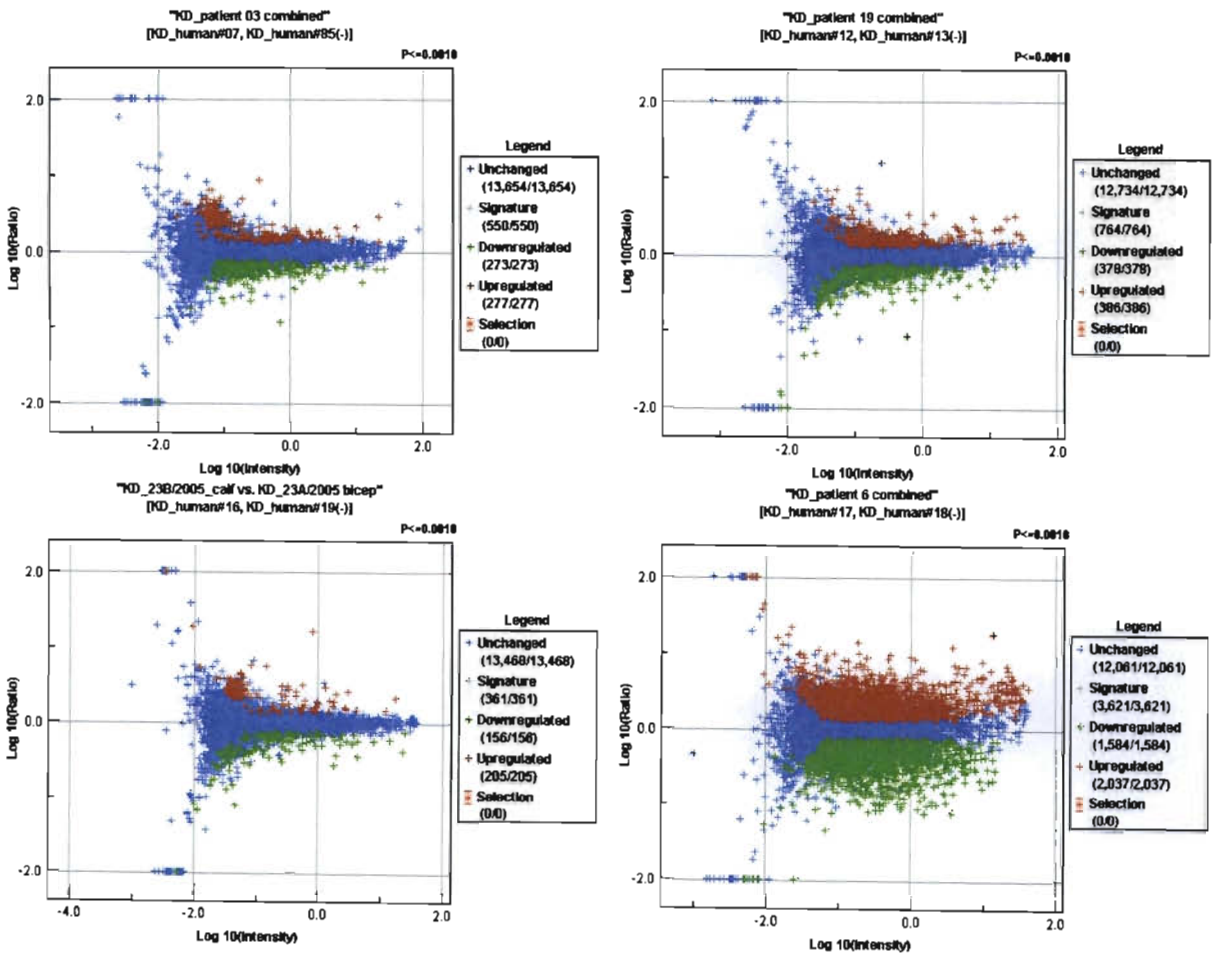 "KD_patient 03 combined"
[KD_human#07, KD_human#85(-)]
P<=0.0010
2.0
0.0
-2.0
Log 10(Ratio)
-2.0
0.0
2.0
Log 10(Intensity)
Legend
Unchanged
(13,654/13,654)
Signature
(550/550)
Downregulated
(273/273)
Upregulated
(277/277)
Selection
(0/0)
"KD_patient 19 combined"
[KD_human#12, KD_human#13(-)]
P<=0.0010
2.0
0.0
-2.0
Log 10(Ratio)
-2.0
0.0
2.0
Log 10(Intensity)
Legend
Unchanged
(12,734/12,734)
Signature
(764/764)
Downregulated
(378/378)
Upregulated
(386/386)
Selection
(0/0)
"KD_23B/2005_calf vs. KD_23A/2005 bicep"
[KD_human#16, KD_human#19(-)]
P<=0.0010
2.0
0.0
-2.0
Log 10(Ratio)
-4.0
-2.0
0.0
2.0
Log 10(Intensity)
Legend
Unchanged
(13,468/13,468)
Signature
(361/361)
Downregulated
(156/156)
Upregulated
(205/205)
Selection
(0/0)
"KD_patient 6 combined"
[KD_human#17, KD_human#18(-)]
P<=0.0010
2.0
0.0
-2.0
Log 10(Ratio)
-2.0
0.0
2.0
Log 10(Intensity)
Legend
Unchanged
(12,061/12,061)
Signature
(3,621/3,621)
Downregulated
(1,584/1,584)
Upregulated
(2,037/2,037)
Selection
(0/0)